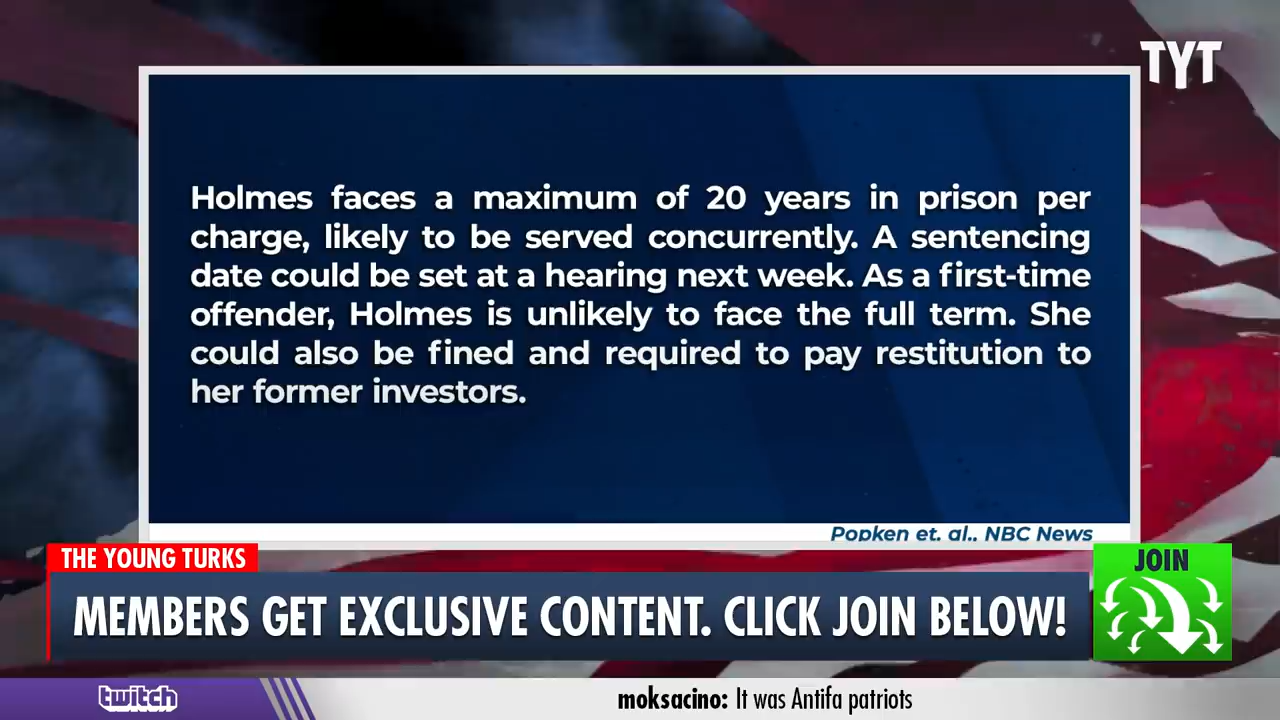 TYT
Holmes faces a maximum of 20 years in prison per
charge, likely to be served concurrently. A sentencing
date could be set at a hearing next week. As a first-time
offender, Holmes is unlikely to face the full term. She
could also be fined and required to pay restitution to
her former investors.
Popken et. al., NBC News
THE YOUNG TURKS
MEMBERS GET EXCLUSIVE CONTENT. CLICK JOIN BELOW!
JOIN
twitch
moksacino: It was Antifa patriots